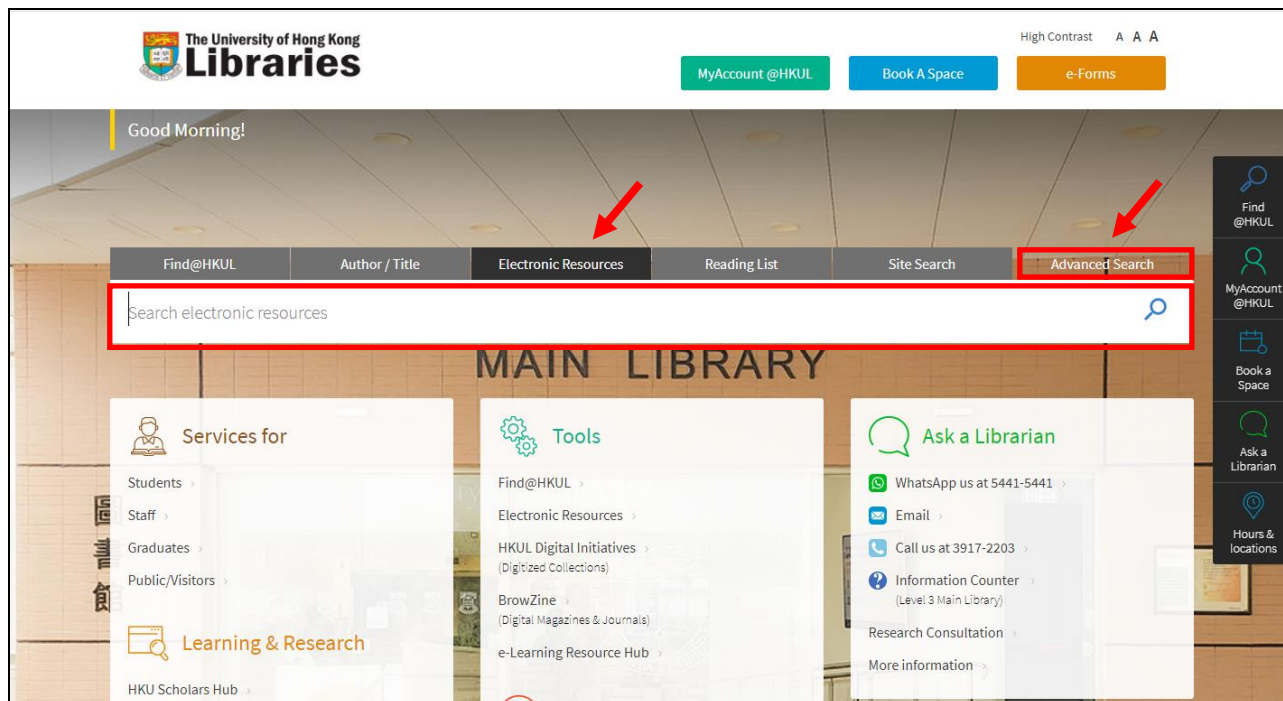 The University of Hong Kong
Libraries
High Contrast A A A
MyAccount @HKUL
Book A Space
e-Forms
Good Morning!
Find@HKUL
Author / Title
Electronic Resources
Reading List
Site Search
Advanced Search
Search electronic resources
MAIN LIBRARY
圖書館
Services for
Students
Staff
Graduates
Public/Visitors
Learning & Research
HKU Scholars Hub
Tools
Find@HKUL
Electronic Resources
HKUL Digital Initiatives
(Digitized Collections)
BrowZine
(Digital Magazines & Journals)
e-Learning Resource Hub
Ask a Librarian
WhatsApp us at 5441-5441
Email
Call us at 3917-2203
Information Counter
(Level 3 Main Library)
Research Consultation
More information
Find
@HKUL
MyAccount
@HKUL
Book a
Space
Ask a
Librarian
Hours &
locations